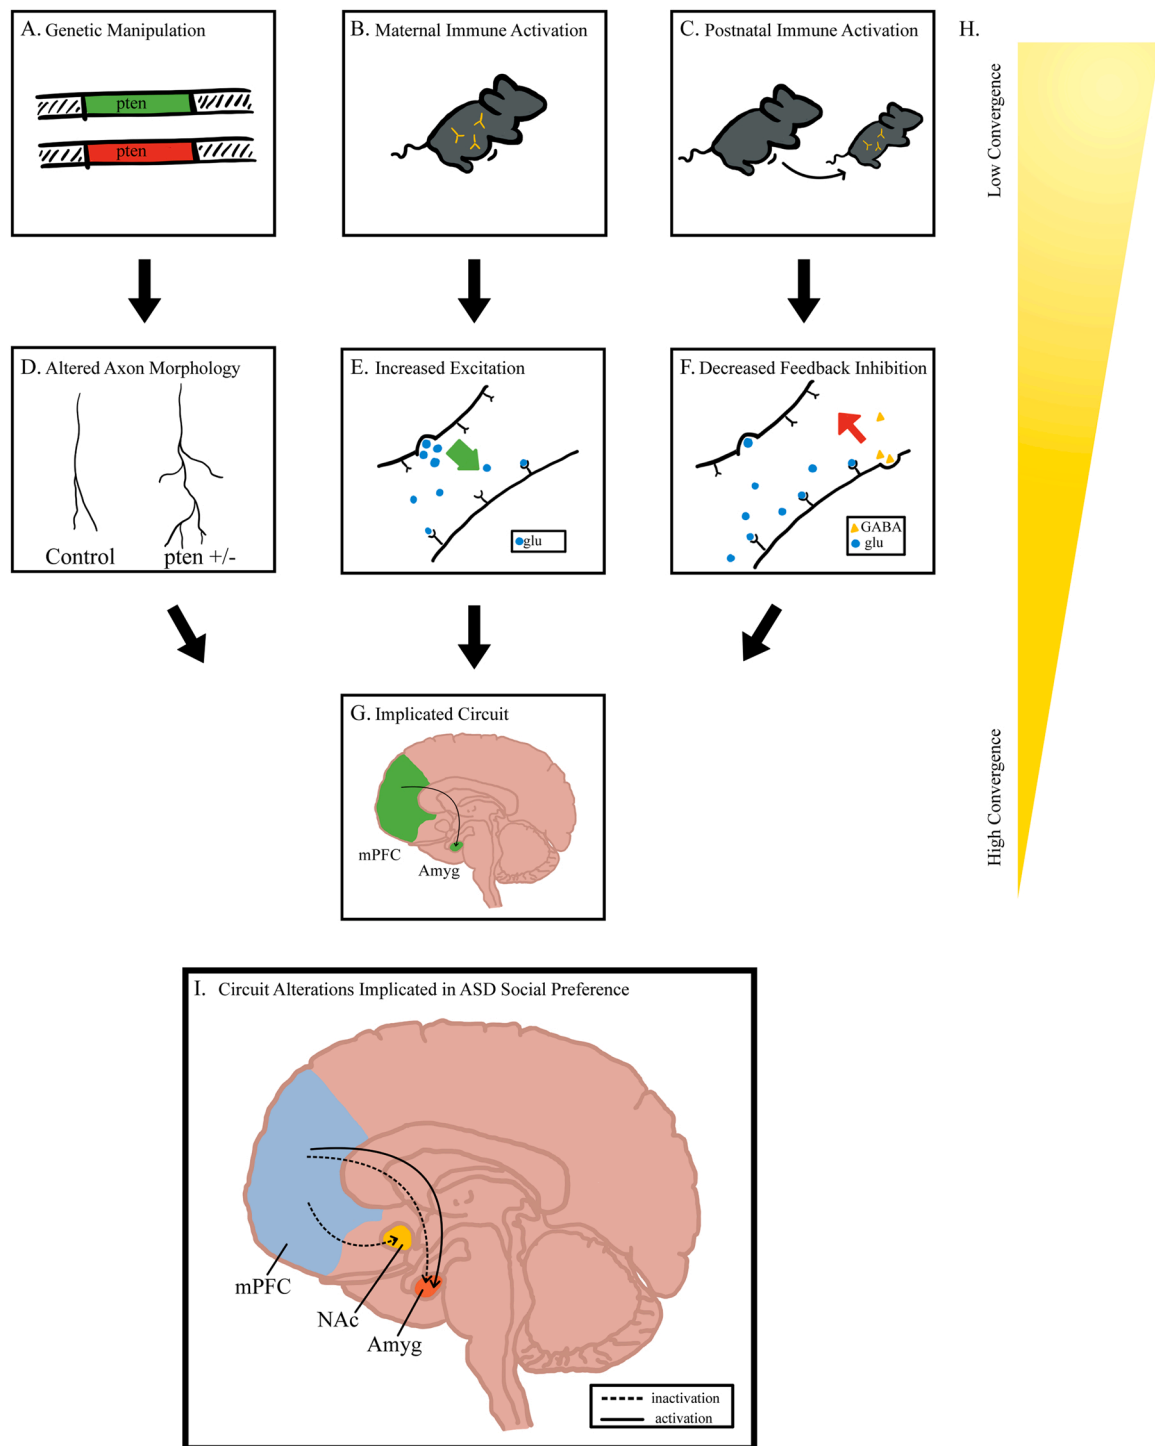 A. Genetic Manipulation
pten
pten
B. Maternal Immune Activation
C. Postnatal Immune Activation
H.
Low Convergence
High Convergence
D. Altered Axon Morphology
Control
pten +/-
E. Increased Excitation
glu
F. Decreased Feedback Inhibition
GABA
glu
G. Implicated Circuit
mPFC
Amyg
I. Circuit Alterations Implicated in ASD Social Preference
mPFC
NAc
Amyg
inactivation
activation